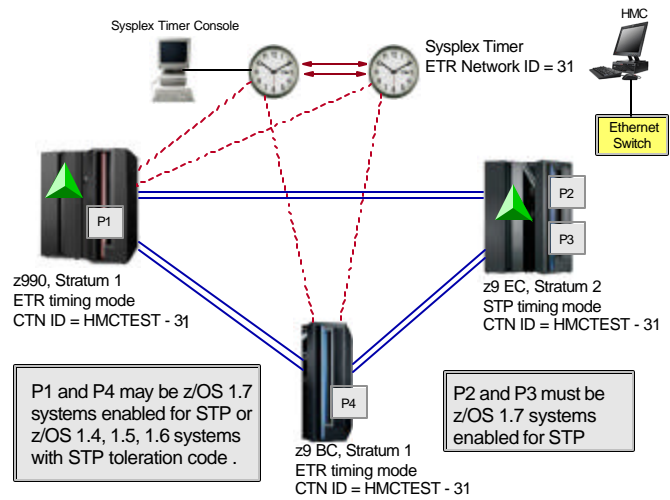 Sysplex Timer Console
HMC
Sysplex Timer
ETR Network ID = 31
Ethernet
Switch
P1
P2
P3
z990, Stratum 1
ETR timing mode
CTN ID = HMCTEST - 31
z9 EC, Stratum 2
STP timing mode
CTN ID = HMCTEST - 31
P4
P1 and P4 may be z/OS 1.7
systems enabled for STP or
z/OS 1.4, 1.5, 1.6 systems
with STP toleration code .
P2 and P3 must be
z/OS 1.7 systems
enabled for STP
z9 BC, Stratum 1
ETR timing mode
CTN ID = HMCTEST - 31